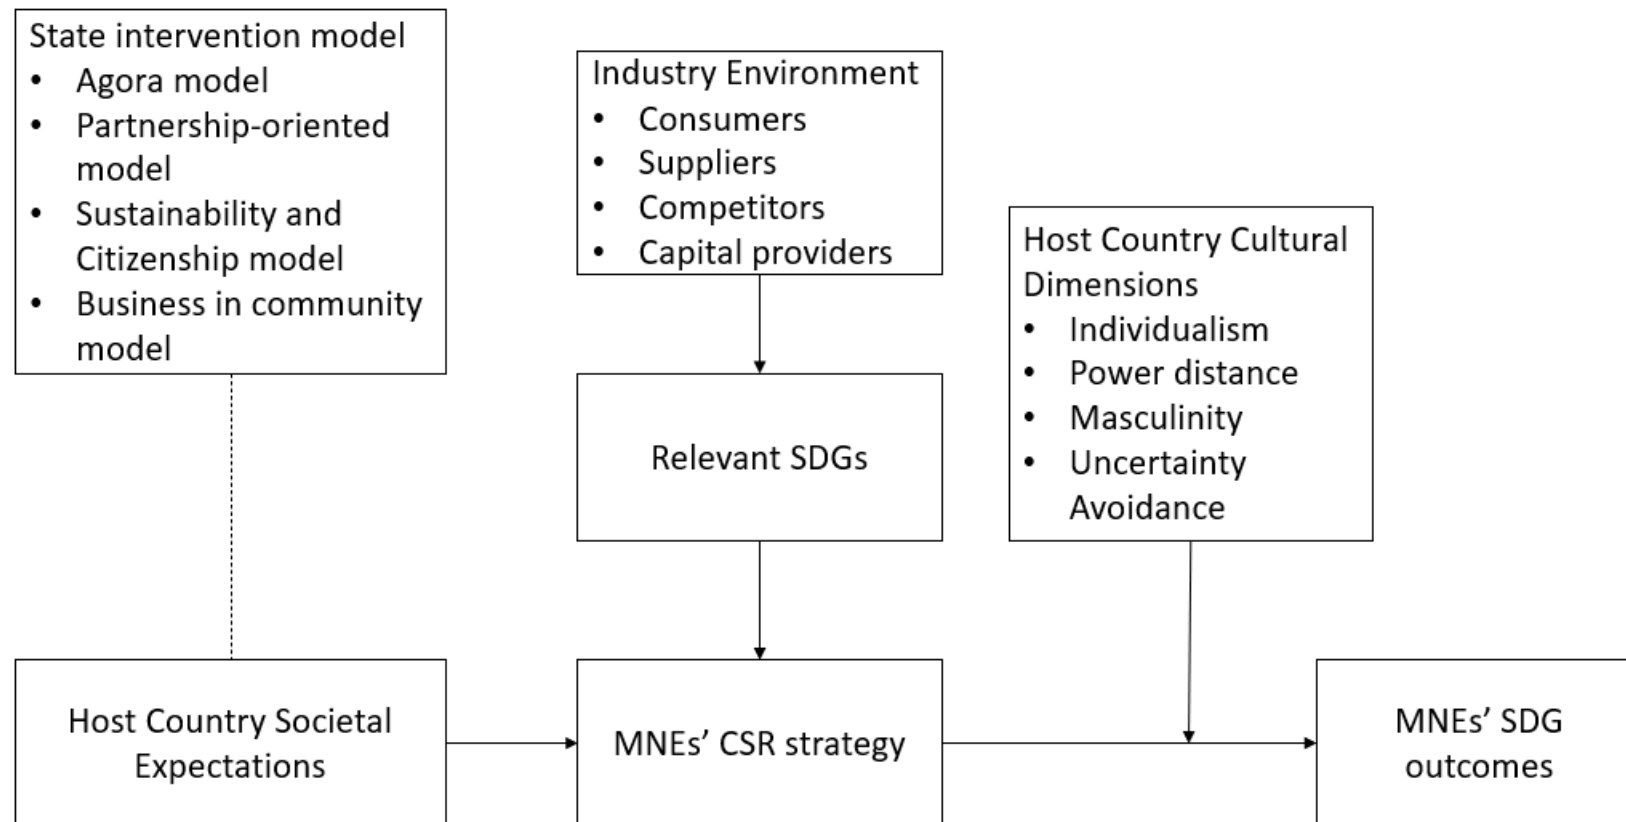 State intervention model
• Agora model
• Partnership-oriented
model
• Sustainability and
Citizenship model
• Business in community
model
Industry Environment
• Consumers
• Suppliers
• Competitors
• Capital providers
Host Country Cultural
Dimensions
• Individualism
• Power distance
• Masculinity
• Uncertainty
Avoidance
Relevant SDGs
Host Country Societal
Expectations
MNEs’ CSR strategy
MNEs’ SDG
outcomes